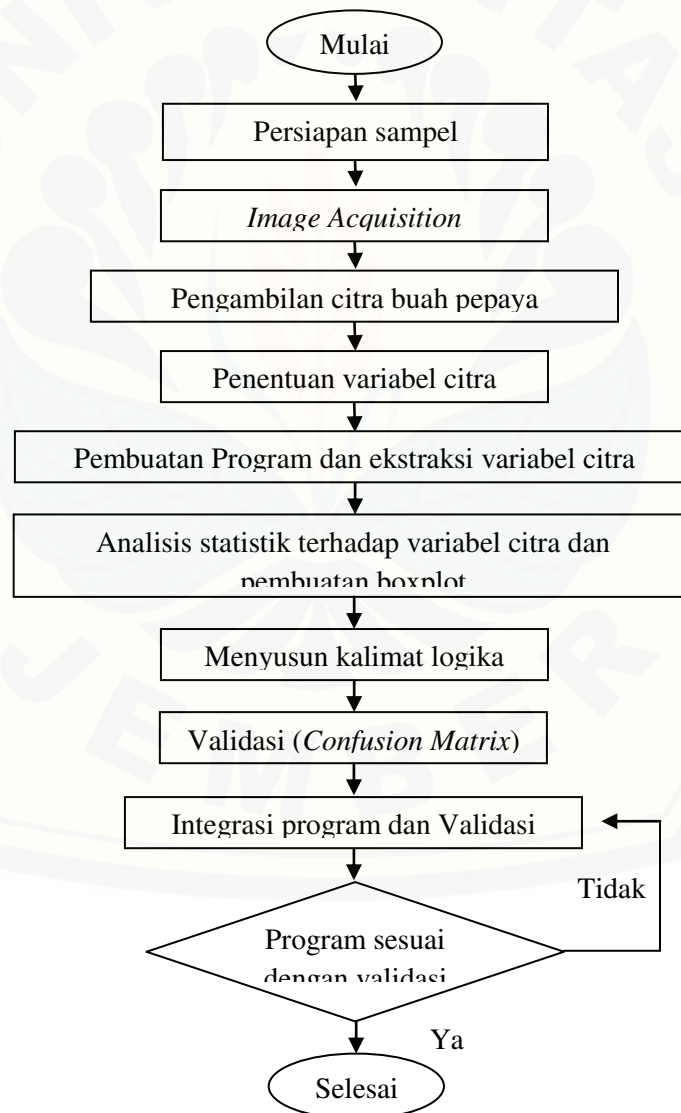 Mulai
Persiapan sampel
Image Acquisition
Pengambilan citra buah pepaya
Penentuan variabel citra
Pembuatan Program dan ekstraksi variabel citra
Analisis statistik terhadap variabel citra dan
pembuatan boxplot
Menyusun kalimat logika
Validasi (Confusion Matrix)
Integrasi program dan Validasi
Tidak
Program sesuai
dengan validasi
Ya
Selesai
JEMBER